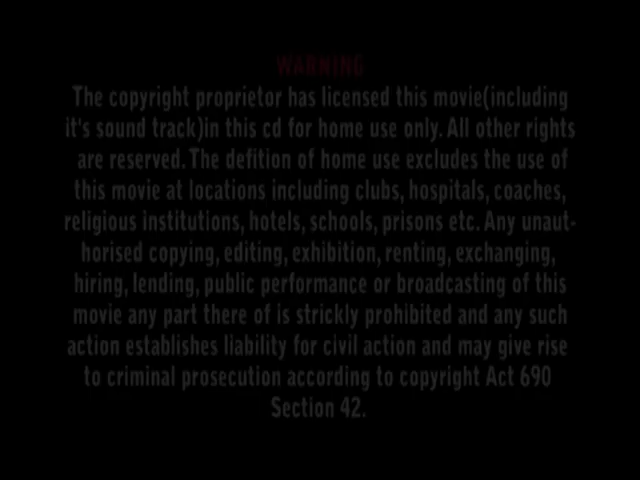 WARNING
The copyright proprietor has licensed this movie(including
it's sound track)in this cd for home use only. All other rights
are reserved. The defition of home use excludes the use of
this movie at locations including clubs, hospitals, coaches,
religious institutions, hotels, schools, prisons etc. Any unaut-
horised copying, editing, exhibition, renting, exchanging,
hiring, lending, public performance or broadcasting of this
movie any part there of is strickly prohibited and any such
action establishes liability for civil action and may give rise
to criminal prosecution according to copyright Act 690
Section 42.